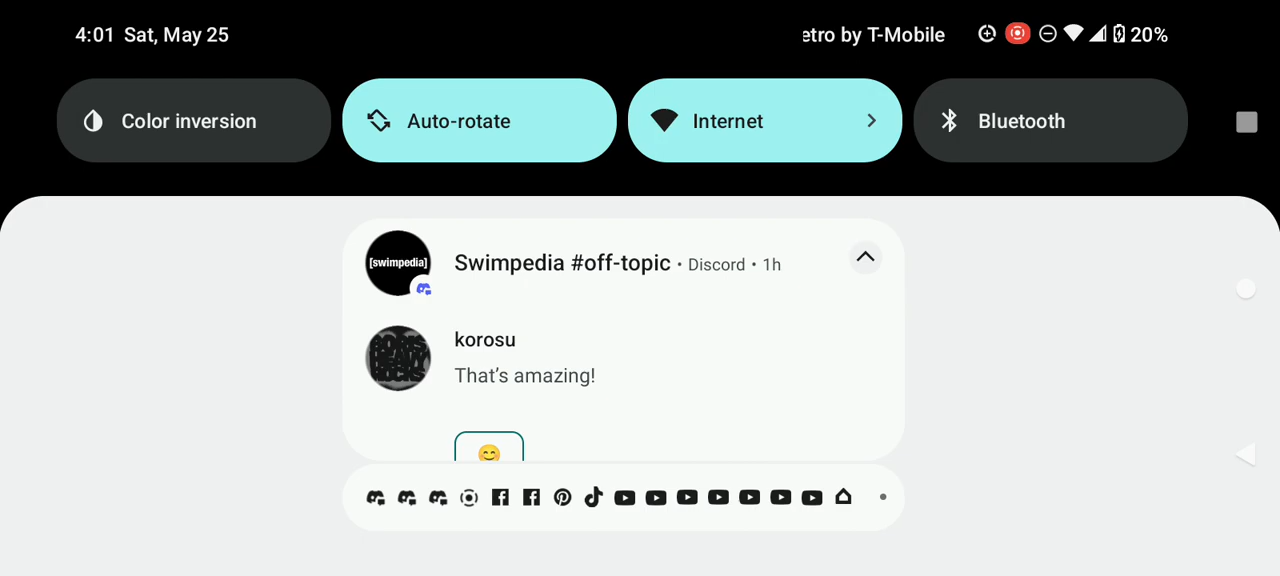 4:01 Sat, May 25
etro by T-Mobile
20%
Color inversion
Auto-rotate
Internet
Bluetooth
[swimpedia]
Swimpedia #off-topic • Discord • 1h
korosu
That’s amazing!